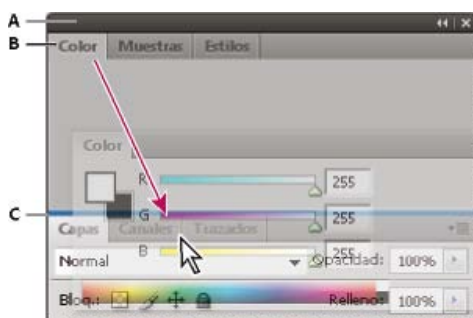 A
B Color Muestras Estilos
Color
R 255
C G 255
Capas Canales Trazados
B 255
Normal Opacidad: 100%
Bloq.: Relleno: 100%